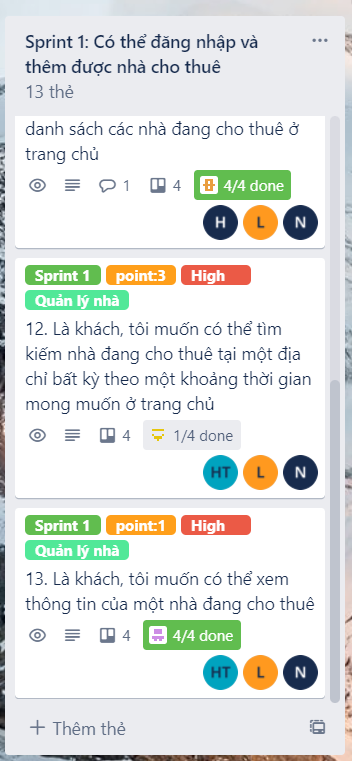 Sprint 1: Có thể đăng nhập và
thêm được nhà cho thuê
13 thẻ
danh sách các nhà đang cho thuê ở
trang chủ
1 4 4/4 done
H L N
Sprint 1 point:3 High
Quản lý nhà
12. Là khách, tôi muốn có thể tìm
kiếm nhà đang cho thuê tại một địa
chỉ bất kỳ theo một khoảng thời gian
mong muốn ở trang chủ
4 1/4 done
HT L N
Sprint 1 point:1 High
Quản lý nhà
13. Là khách, tôi muốn có thể xem
thông tin của một nhà đang cho thuê
4 4/4 done
HT L N
+ Thêm thẻ